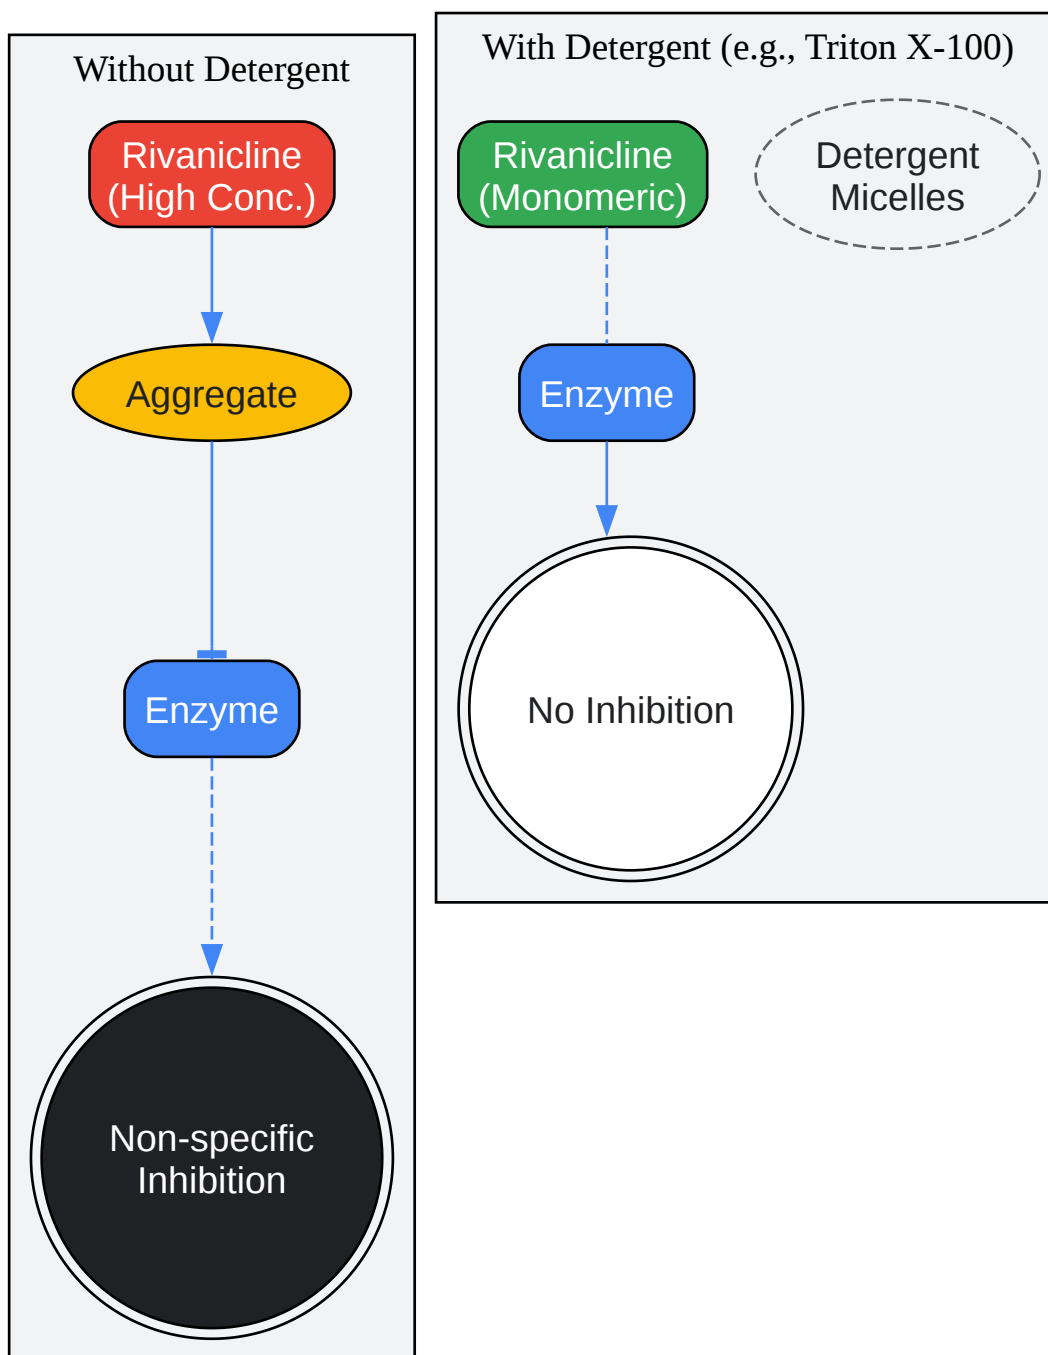 Without Detergent
Rivanicline
(High Conc.)
Aggregate
Enzyme
Non-specific
Inhibition
With Detergent (e.g., Triton X-100)
Rivanicline
(Monomeric)
Detergent
Micelles
Enzyme
No Inhibition